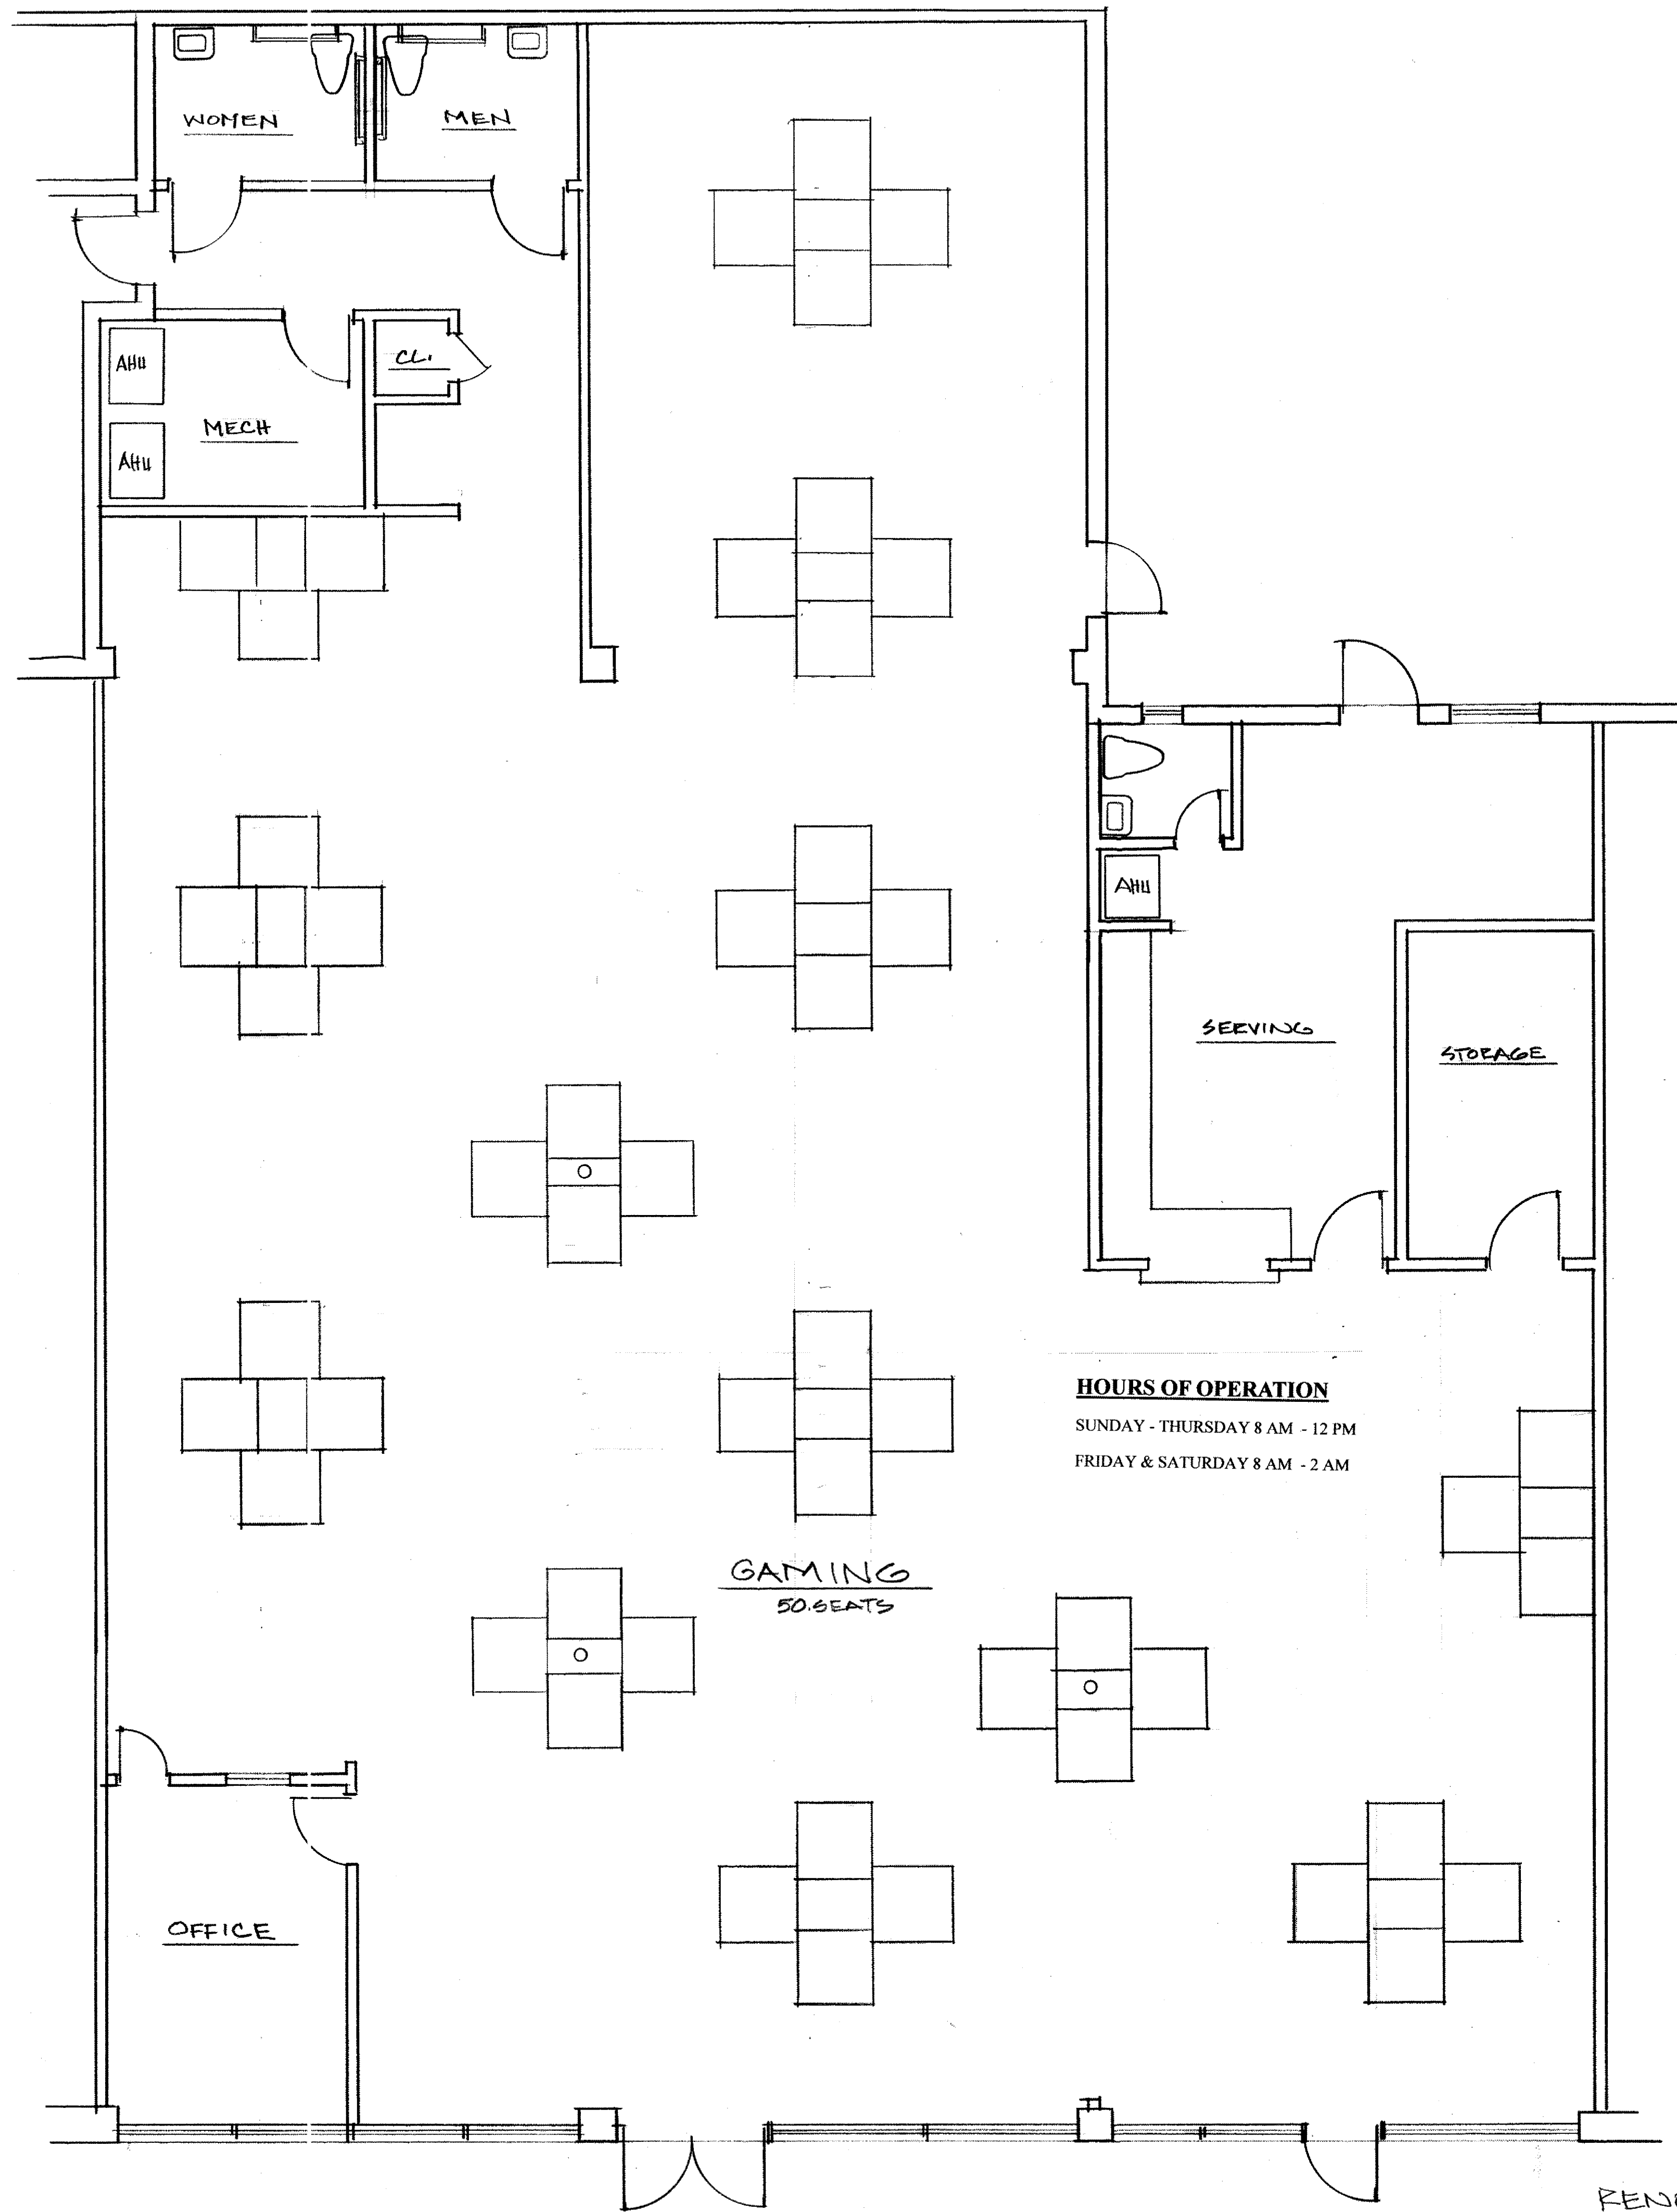 WOMEN
MEN
AHU
CL.
MECH
AHU
AHU
SERVING
STORAGE
HOURS OF OPERATION
SUNDAY - THURSDAY 8 AM - 12 PM
FRIDAY & SATURDAY 8 AM - 2 AM
GAMING
50 SEATS
OFFICE